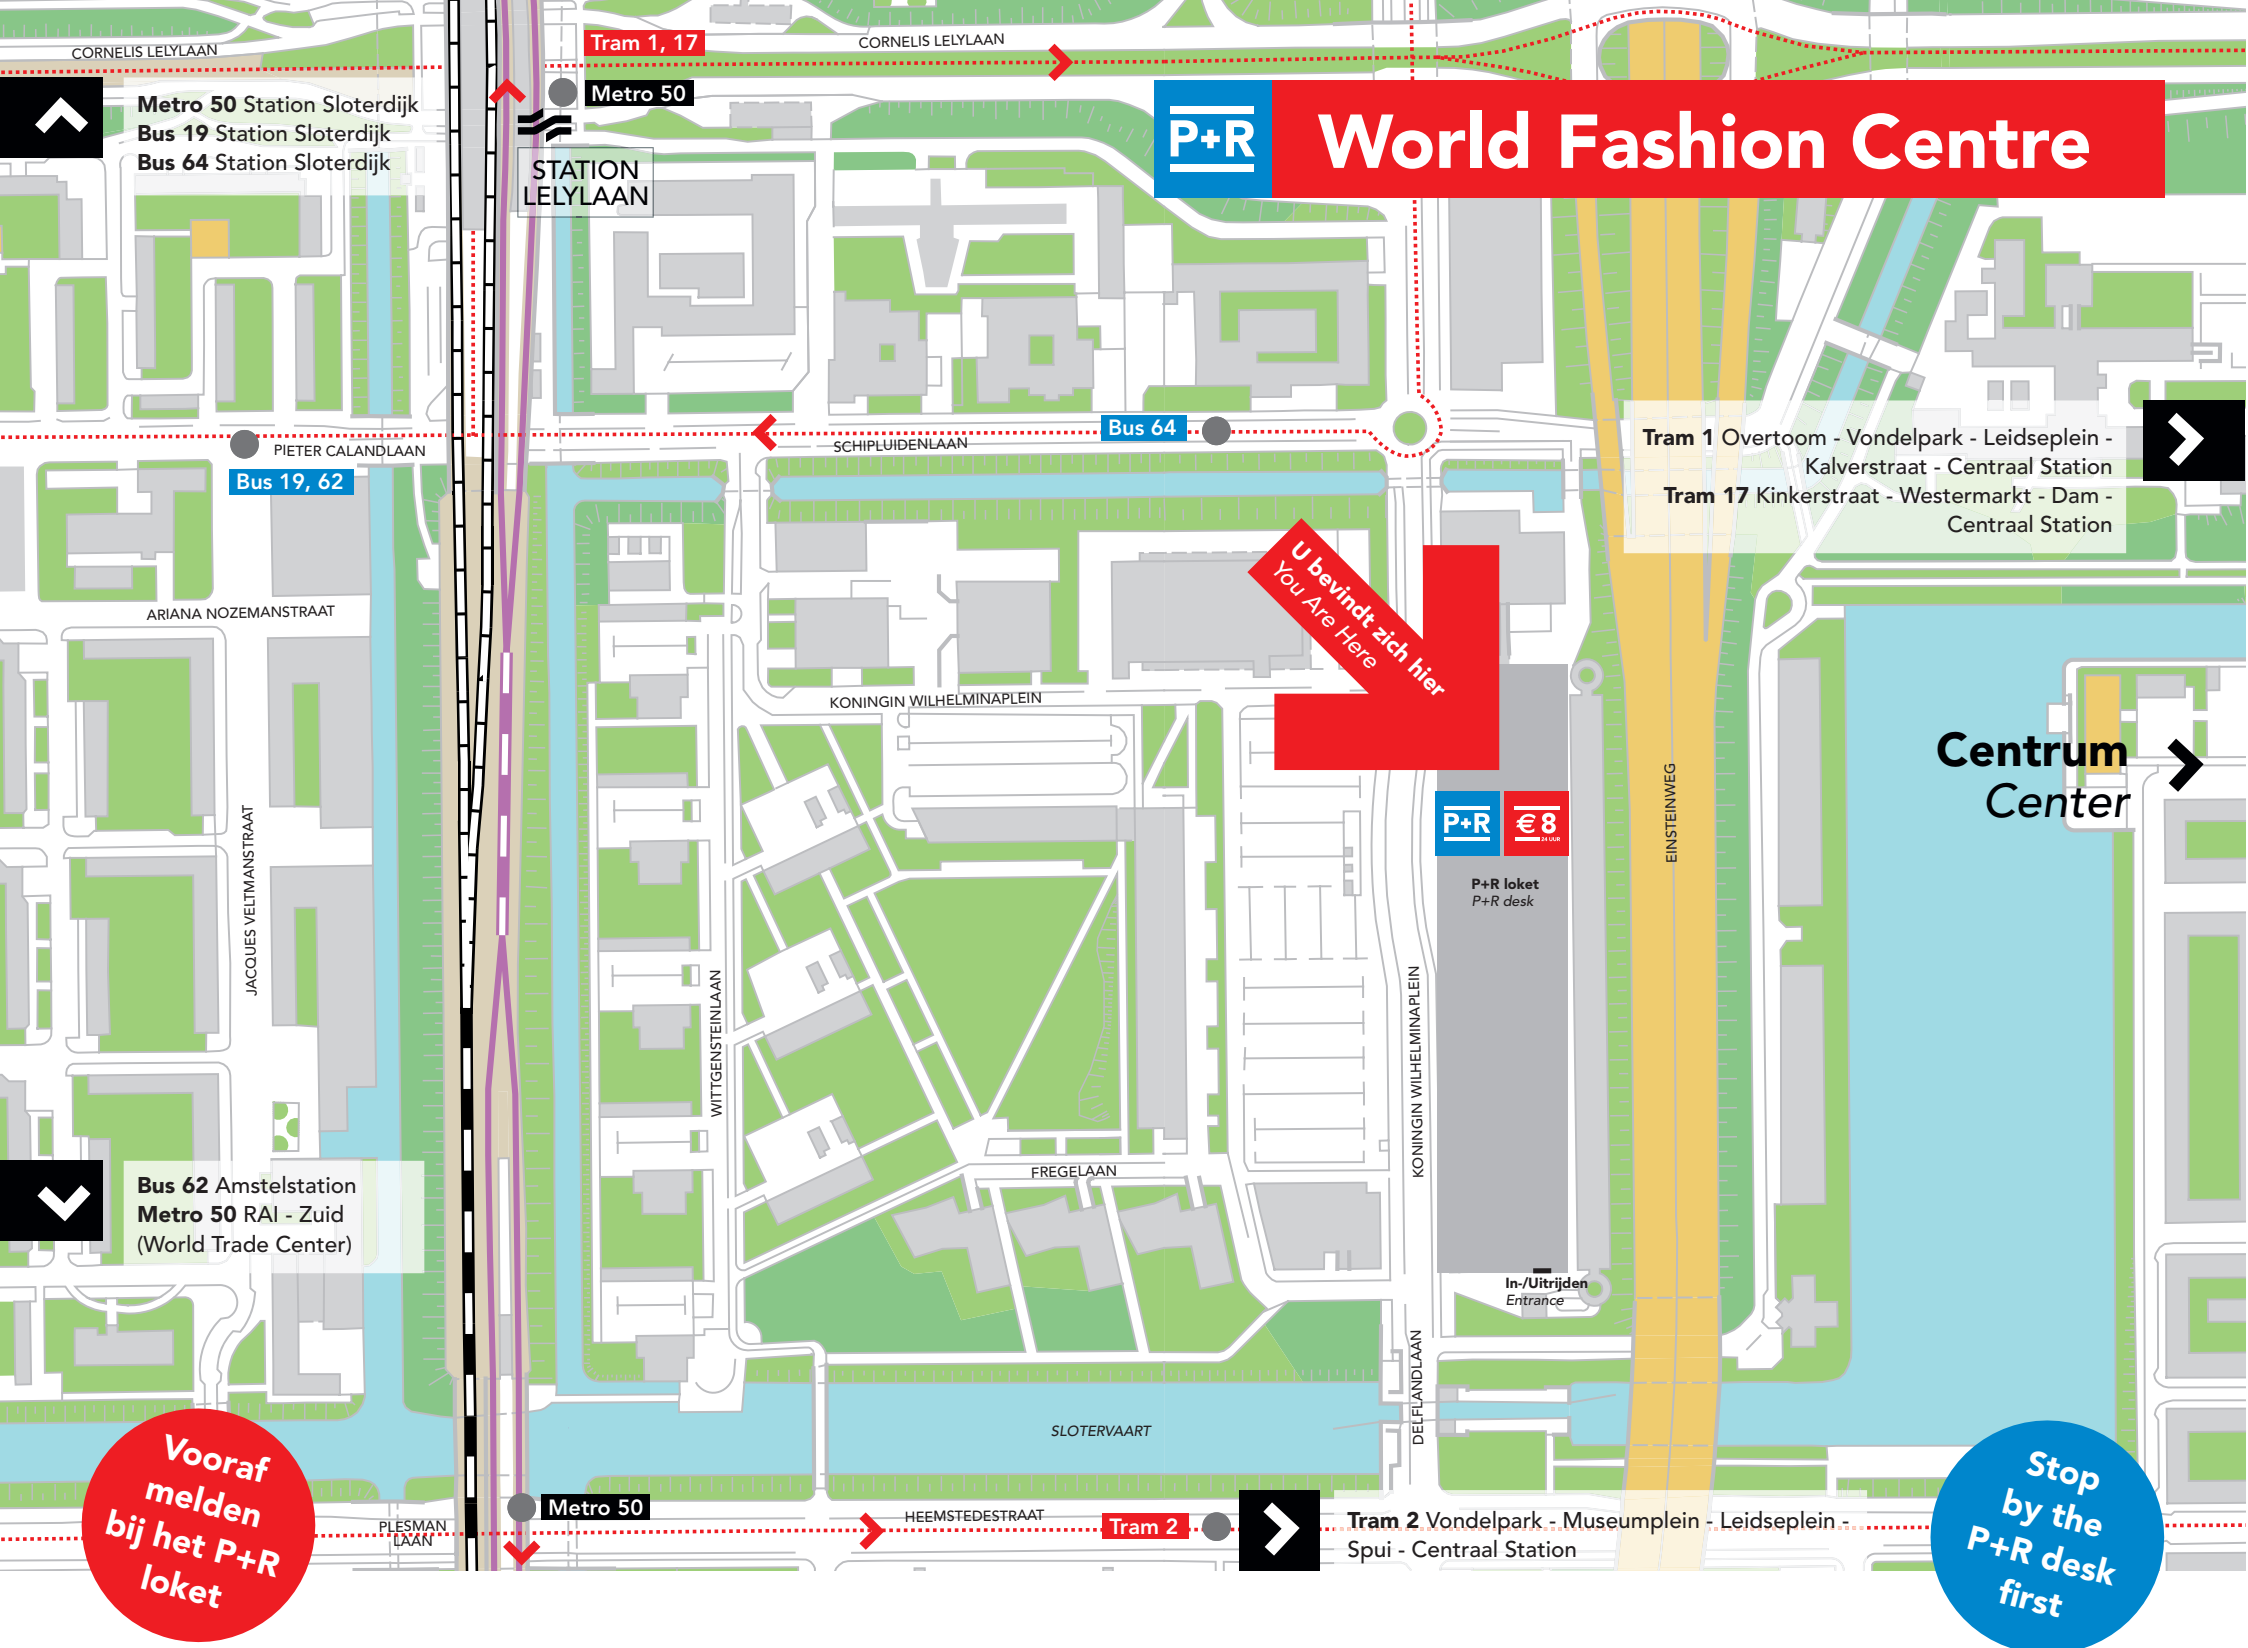 CORNELIS LELYLAAN
Tram 1, 17
CORNELIS LELYLAAN
Metro 50
Metro 50 Station Sloterdijk
Bus 19 Station Sloterdijk
Bus 64 Station Sloterdijk
STATION
LELYLAAN
P+R
World Fashion Centre
Bus 64
SCHIPLUIDENLAAN
PIETER CALANDLAAN
Bus 19, 62
Tram 1 Overtoom - Vondelpark - Leidseplein -
Kalverstraat - Centraal Station
Tram 17 Kinkerstraat - Westermarkt - Dam -
Centraal Station
U bevindt zich hier
You Are Here
ARIANA NOZEMANSTRAAT
KONINGIN WILHELMINAPLEIN
Centrum
Center
EINSTEINWEG
P+R
€8
24 UUR
P+R loket
P+R desk
JACQUES VELTMANSTRAAT
WITTGENSTEINLAAN
KONINGIN WILHELMINAPLEIN
FREGELAAN
Bus 62 Amstelstation
Metro 50 RAI - Zuid
(World Trade Center)
In-/Uitrijden
Entrance
DELFLANDLAAN
SLOTERVAART
Vooraf
melden
bij het P+R
loket
PLESMAN
LAAN
Metro 50
HEEMSTEDESTRAAT
Tram 2
Tram 2 Vondelpark - Museumplein - Leidseplein -
Spui - Centraal Station
Stop
by the
P+R desk
first